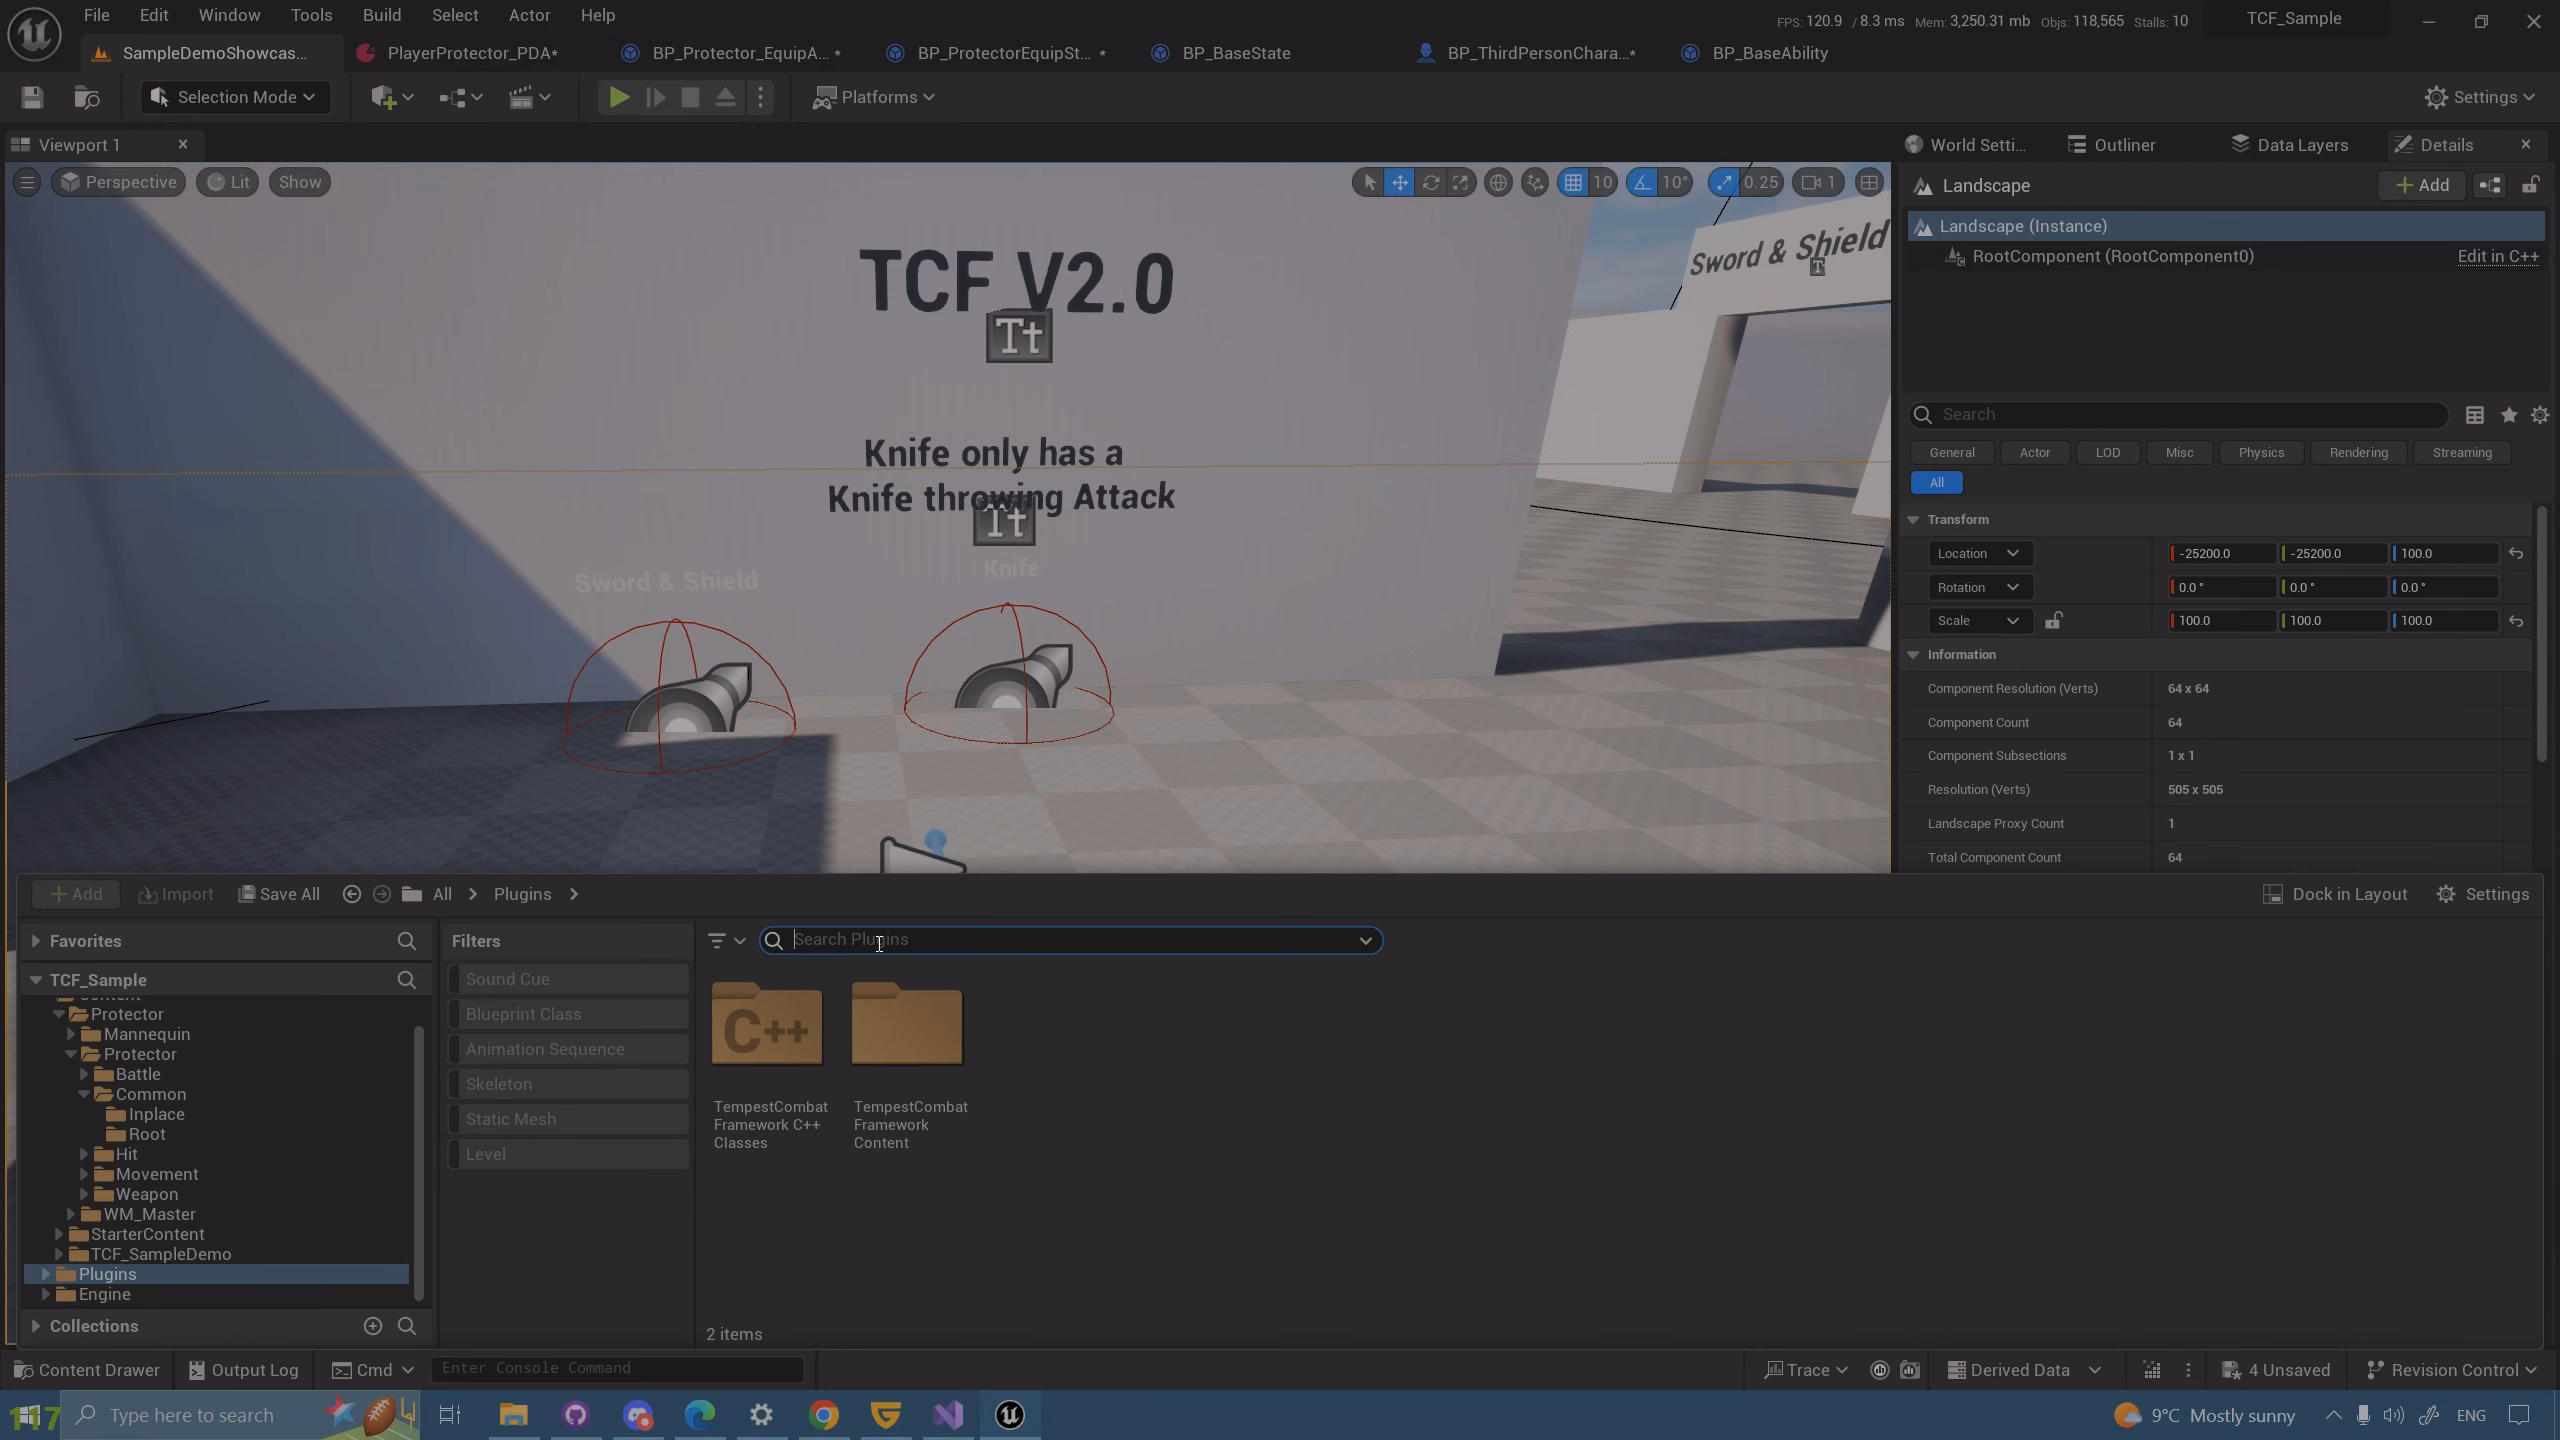 File Edit Window Tools Build Select Actor Help
FPS: 120.9 / 8.3 ms Mem: 3,250.31 mb Objs: 118,565 Stalls: 10
TCF_Sample
SampleDemoShowcas...
PlayerProtector_PDA*
BP_Protector_EquipA... *
BP_ProtectorEquipSt... *
BP_BaseState
BP_ThirdPersonChara...*
BP_BaseAbility
Selection Mode
Platforms
Settings
Viewport 1
World Setti...
Outliner
Data Layers
Details
Perspective
Lit
Show
10
10°
0.25
1
Landscape
Add
Landscape (Instance)
RootComponent (RootComponent0)
Edit in C++
TCF V2.0
Tt
Sword & Shield
T
Knife only has a
Knife throwing Attack
Tt
Knife
Sword & Shield
Search
General Actor LOD Misc Physics Rendering Streaming
All
Transform
Location -25200.0 -25200.0 100.0
Rotation 0.0 ° 0.0 ° 0.0 °
Scale 100.0 100.0 100.0
Information
Component Resolution (Verts) 64 x 64
Component Count 64
Component Subsections 1 x 1
Resolution (Verts) 505 x 505
Landscape Proxy Count 1
Total Component Count 64
Add Import Save All All > Plugins >
Dock in Layout
Settings
Favorites
TCF_Sample
Content
Protector
Mannequin
Protector
Battle
Common
Inplace
Root
Hit
Movement
Weapon
WM_Master
StarterContent
TCF_SampleDemo
Plugins
Engine
Collections
Filters
Sound Cue
Blueprint Class
Animation Sequence
Skeleton
Static Mesh
Level
Search Plugins
C++
TempestCombat
Framework C++
Classes
TempestCombat
Framework
Content
2 items
Content Drawer
Output Log
Cmd
Enter Console Command
Trace
Derived Data
4 Unsaved
Revision Control
117
Type here to search
9°C Mostly sunny
ENG